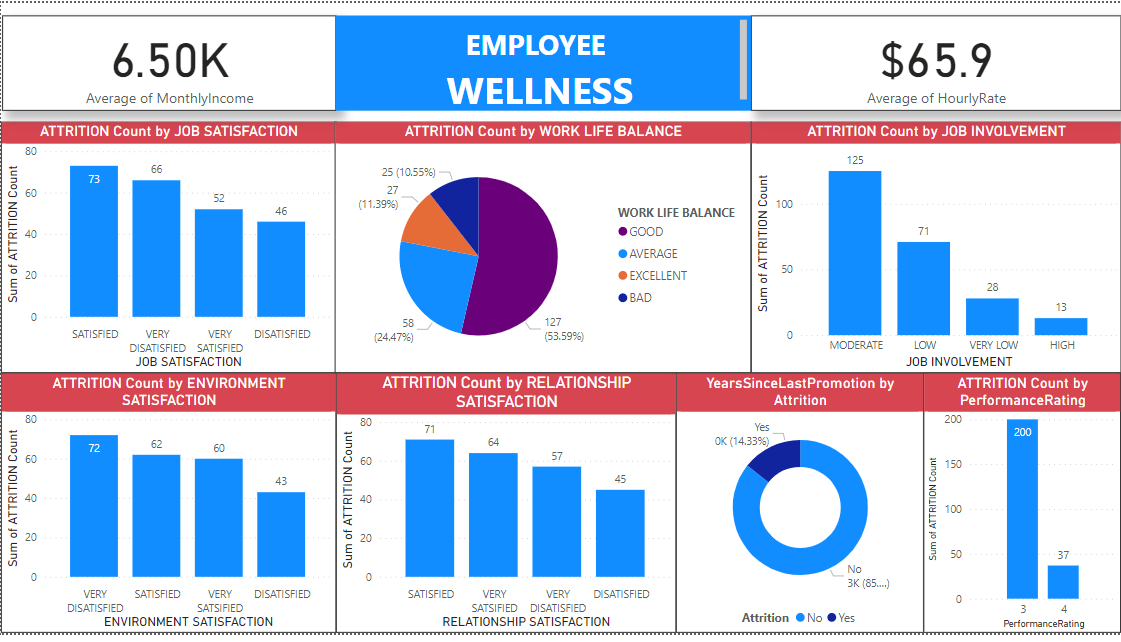 6.50K
Average of MonthlyIncome
EMPLOYEE
WELLNESS
$65.9
Average of HourlyRate
ATTRITION Count by JOB SATISFACTION
Sum of ATTRITION Count
80
60
40
20
0
73
66
52
46
SATISFIED
VERY DISATISFIED
VERY SATISFIED
DISATISFIED
JOB SATISFACTION
ATTRITION Count by WORK LIFE BALANCE
25 (10.55%)
27
(11.39%)
58
(24.47%)
127
(53.59%)
WORK LIFE BALANCE
GOOD
AVERAGE
EXCELLENT
BAD
ATTRITION Count by JOB INVOLVEMENT
Sum of ATTRITION Count
100
50
0
125
71
28
13
MODERATE
LOW
VERY LOW
HIGH
JOB INVOLVEMENT
ATTRITION Count by ENVIRONMENT
SATISFACTION
Sum of ATTRITION Count
80
60
40
20
0
72
62
60
43
VERY DISATISFIED
SATISFIED
VERY SATISFIED
DISATISFIED
ENVIRONMENT SATISFACTION
ATTRITION Count by RELATIONSHIP
SATISFACTION
Sum of ATTRITION Count
80
60
40
20
0
71
64
57
45
SATISFIED
VERY SATISFIED
VERY DISATISFIED
DISATISFIED
RELATIONSHIP SATISFACTION
YearsSinceLastPromotion by
Attrition
Yes
0K (14.33%)
No
3K (85....)
Attrition No Yes
ATTRITION Count by
PerformanceRating
Sum of ATTRITION Count
200
150
100
50
0
200
37
3
4
PerformanceRating